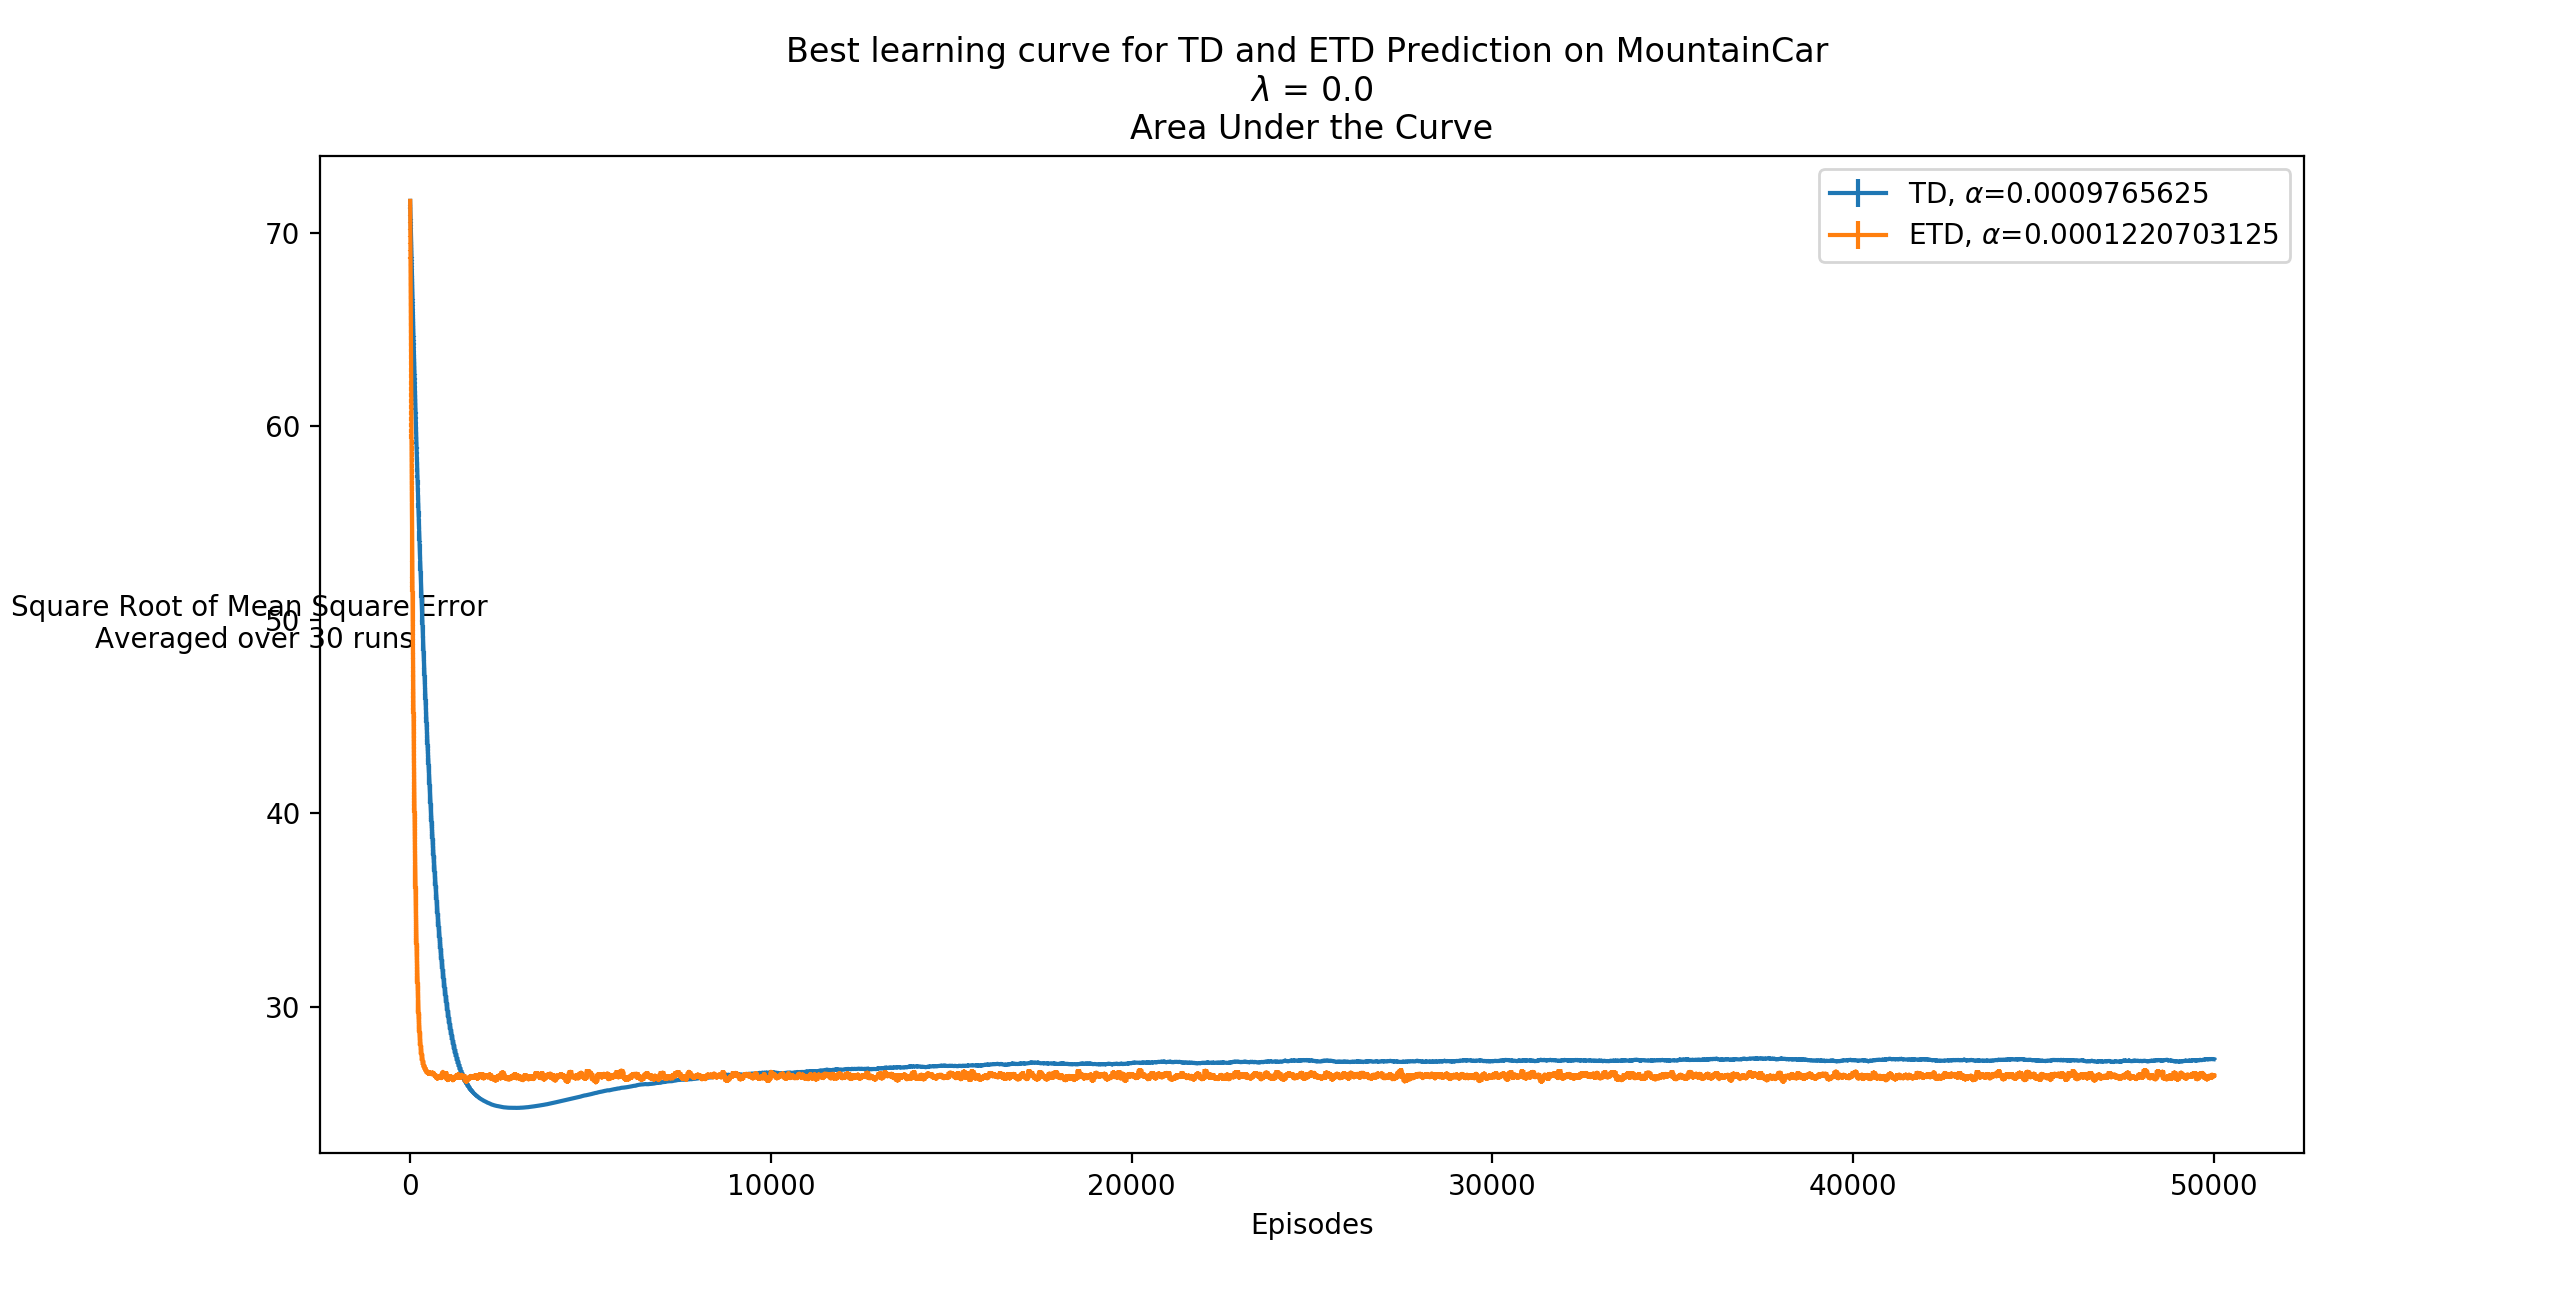 Best learning curve for TD and ETD Prediction on MountainCar
λ = 0.0
Area Under the Curve
TD, α=0.0009765625
ETD, α=0.0001220703125
70
60
Square Root of Mean Square Error
50
Averaged over 30 runs
40
30
0 10000 20000 30000 40000 50000
Episodes